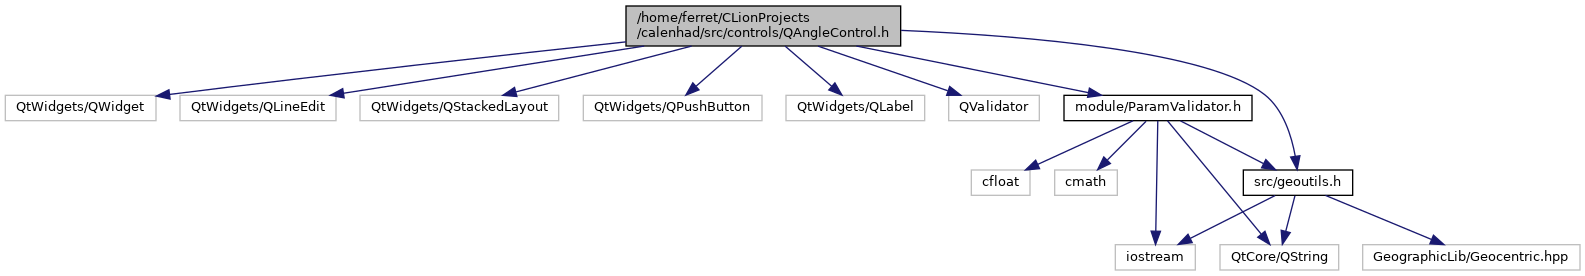 /home/ferret/CLionProjects
/calenhad/src/controls/QAngleControl.h
QtWidgets/QWidget
QtWidgets/QLineEdit
QtWidgets/QStackedLayout
QtWidgets/QPushButton
QtWidgets/QLabel
QValidator
module/ParamValidator.h
cfloat
cmath
src/geoutils.h
iostream
QtCore/QString
GeographicLib/Geocentric.hpp